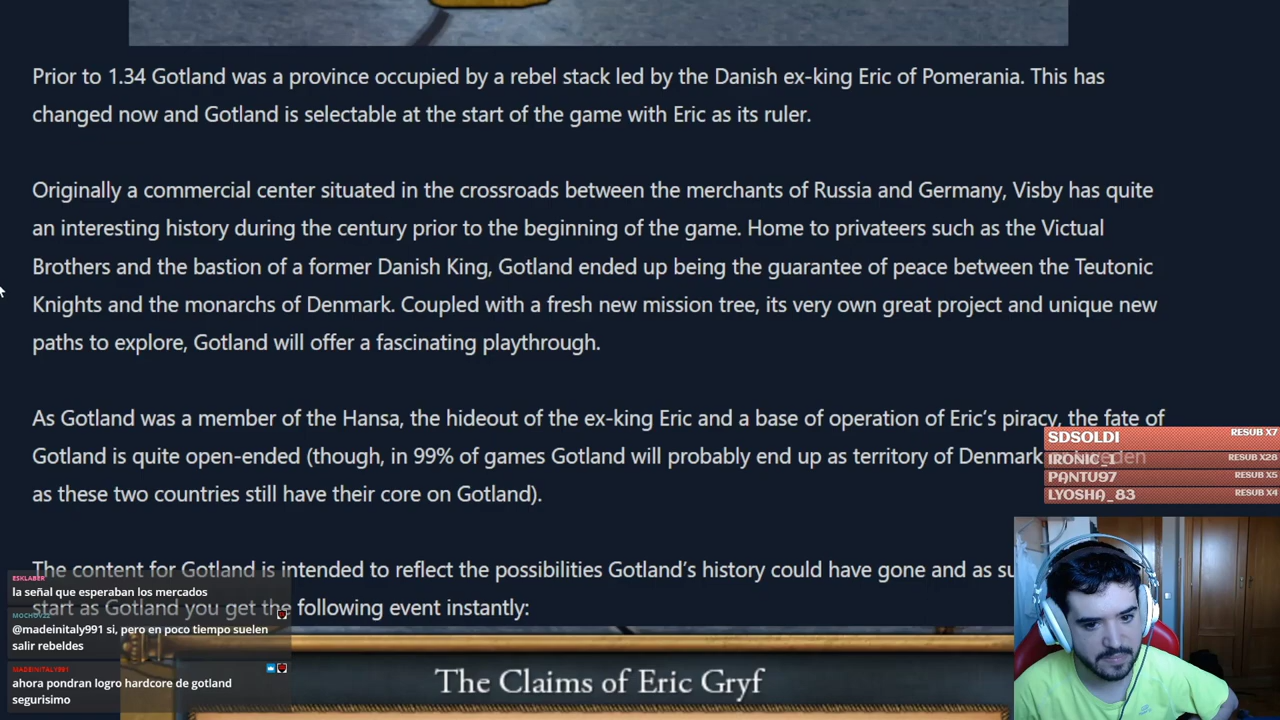 Prior to 1.34 Gotland was a province occupied by a rebel stack led by the Danish ex-king Eric of Pomerania. This has
changed now and Gotland is selectable at the start of the game with Eric as its ruler.
Originally a commercial center situated in the crossroads between the merchants of Russia and Germany, Visby has quite
an interesting history during the century prior to the beginning of the game. Home to privateers such as the Victual
Brothers and the bastion of a former Danish King, Gotland ended up being the guarantee of peace between the Teutonic
Knights and the monarchs of Denmark. Coupled with a fresh new mission tree, its very own great project and unique new
paths to explore, Gotland will offer a fascinating playthrough.
As Gotland was a member of the Hansa, the hideout of the ex-king Eric and a base of operation of Eric's piracy, the fate of
Gotland is quite open-ended (though, in 99% of games Gotland will probably end up as territory of Denmark
as these two countries still have their core on Gotland).
The content for Gotland is intended to reflect the possibilities Gotland's history could have gone and as
start as Gotland you get the following event instantly:
The Claims of Eric Gryf
SDSOLDI RESUB X7
IRONIC_I RESUB X28
PANTU97 RESUB X5
LYOSHA_83 RESUB X4
ESKLABER
la señal que esperaban los mercados
@madeinitaly991 si, pero en poco tiempo suelen
salir rebeldes
MADEINITALY991
ahora pondran logro hardcore de gotland
segurisimo